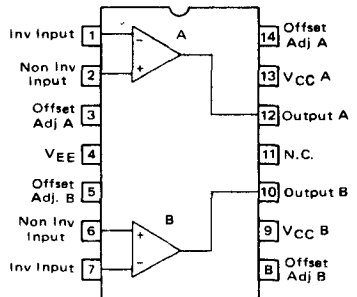 Inv Input 1
Non Inv
Input 2
Offset
Adj A 3
VEE 4
Offset
Adj. B 5
Non Inv
Input 6
Inv Input 7
- A
+
+ B
-
14 Offset
Adj A
13 VCC A
12 Output A
11 N.C.
10 Output B
9 VCC B
8 Offset
Adj B